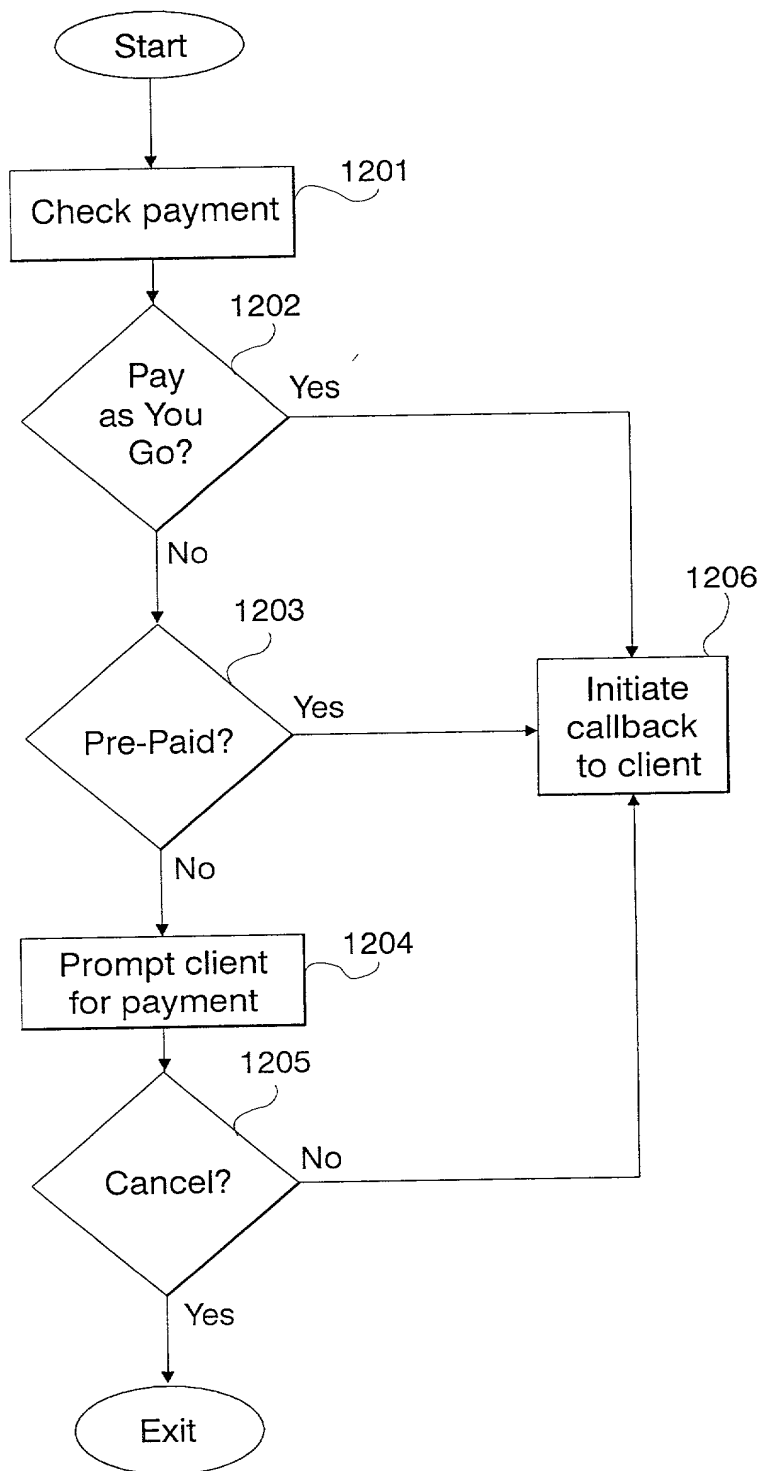 Start
1201
Check payment
1202
Pay
as You
Go?
Yes
No
1206
1203
Initiate
callback
to client
Pre-Paid?
Yes
No
1204
Prompt client
for payment
1205
Cancel?
No
Yes
Exit